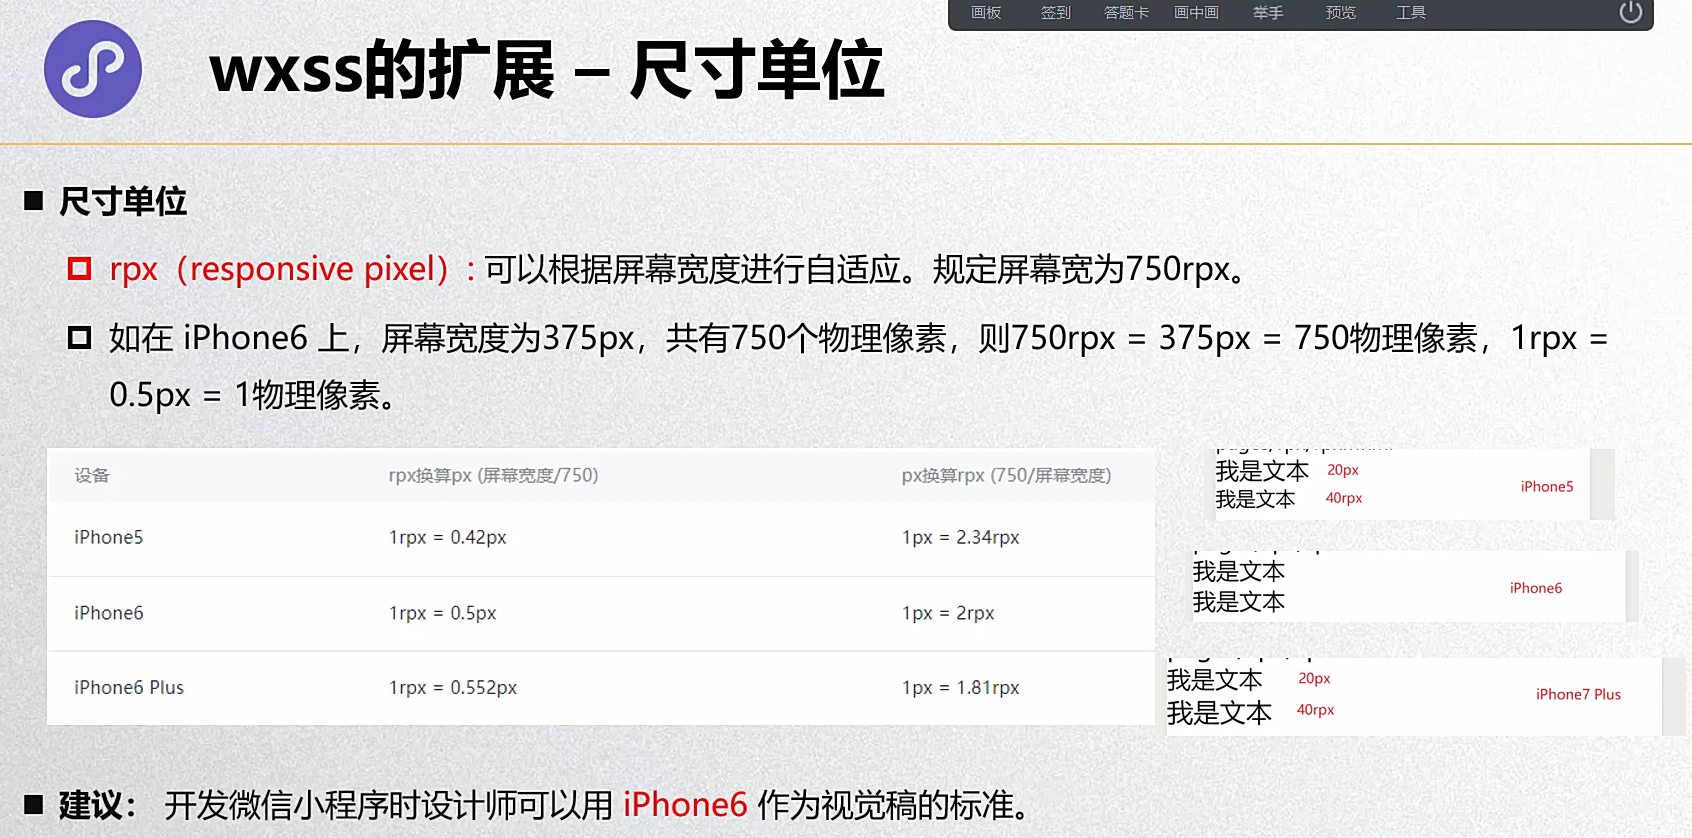 画板 签到 答题卡 画中画 举手 预览 工具
wxss的扩展 – 尺寸单位
尺寸单位
rpx（responsive pixel）: 可以根据屏幕宽度进行自适应。规定屏幕宽为750rpx。
如在 iPhone6 上，屏幕宽度为375px，共有750个物理像素，则750rpx = 375px = 750物理像素，1rpx =
0.5px = 1物理像素。
设备 rpx换算px (屏幕宽度/750) px换算rpx (750/屏幕宽度)
iPhone5 1rpx = 0.42px 1px = 2.34rpx
iPhone6 1rpx = 0.5px 1px = 2rpx
iPhone6 Plus 1rpx = 0.552px 1px = 1.81rpx
我是文本 20px
我是文本 40rpx
iPhone5
我是文本
我是文本
iPhone6
我是文本 20px
我是文本 40rpx
iPhone7 Plus
建议： 开发微信小程序时设计师可以用 iPhone6 作为视觉稿的标准。